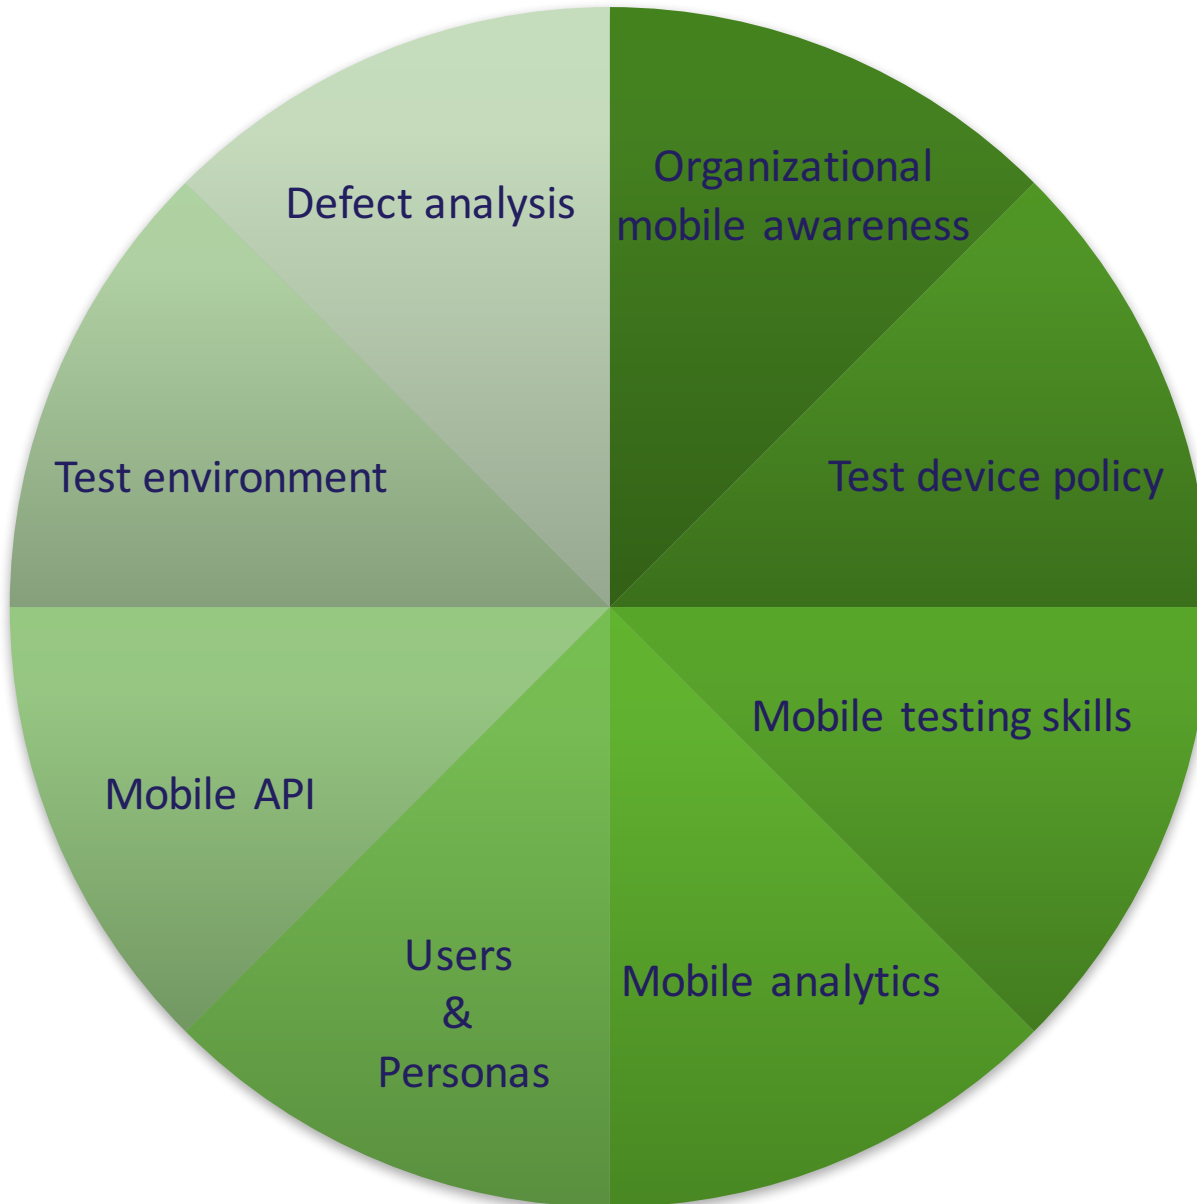 Defect analysis
Organizational
mobile awareness
Test environment
Test device policy
Mobile testing skills
Mobile API
Users
&
Personas
Mobile analytics